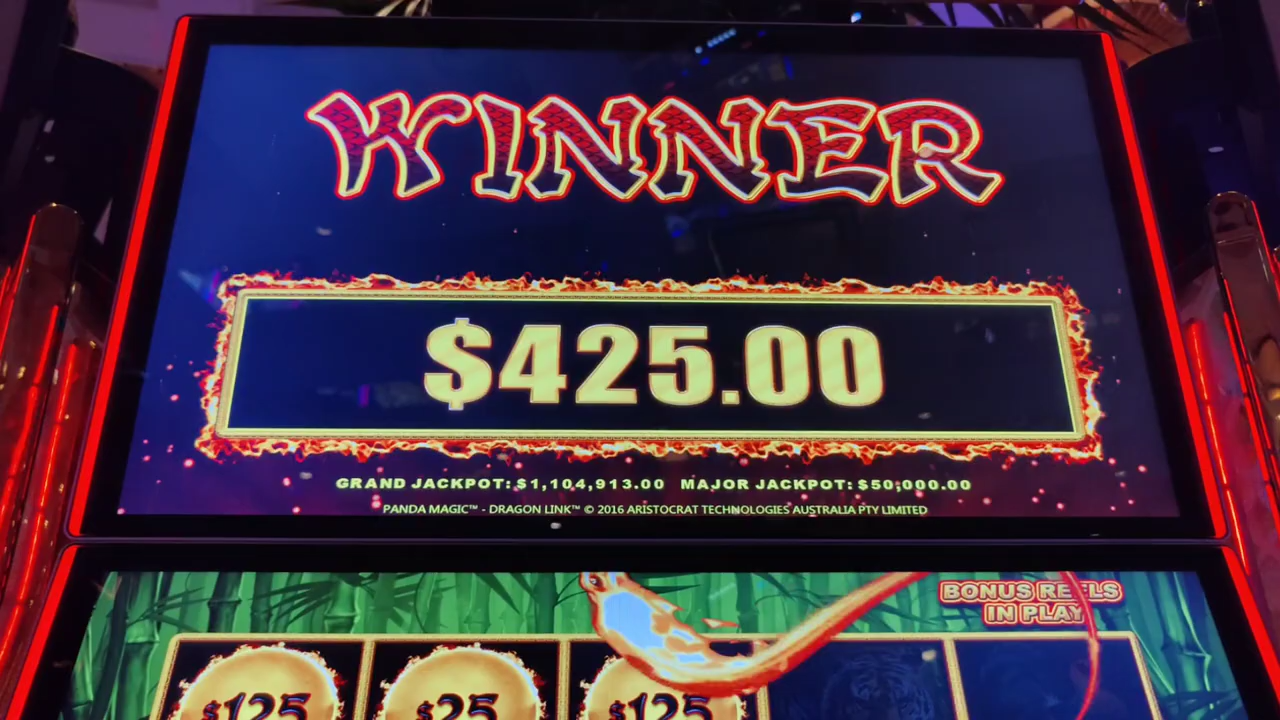 WINNER
$425.00
GRAND JACKPOT: $1,104,913.00 MAJOR JACKPOT: $50,000.00
PANDA MAGIC™ - DRAGON LINK™ © 2016 ARISTOCRAT TECHNOLOGIES AUSTRALIA PTY LIMITED
BONUS REELS
IN PLAY
$125 $25 $125